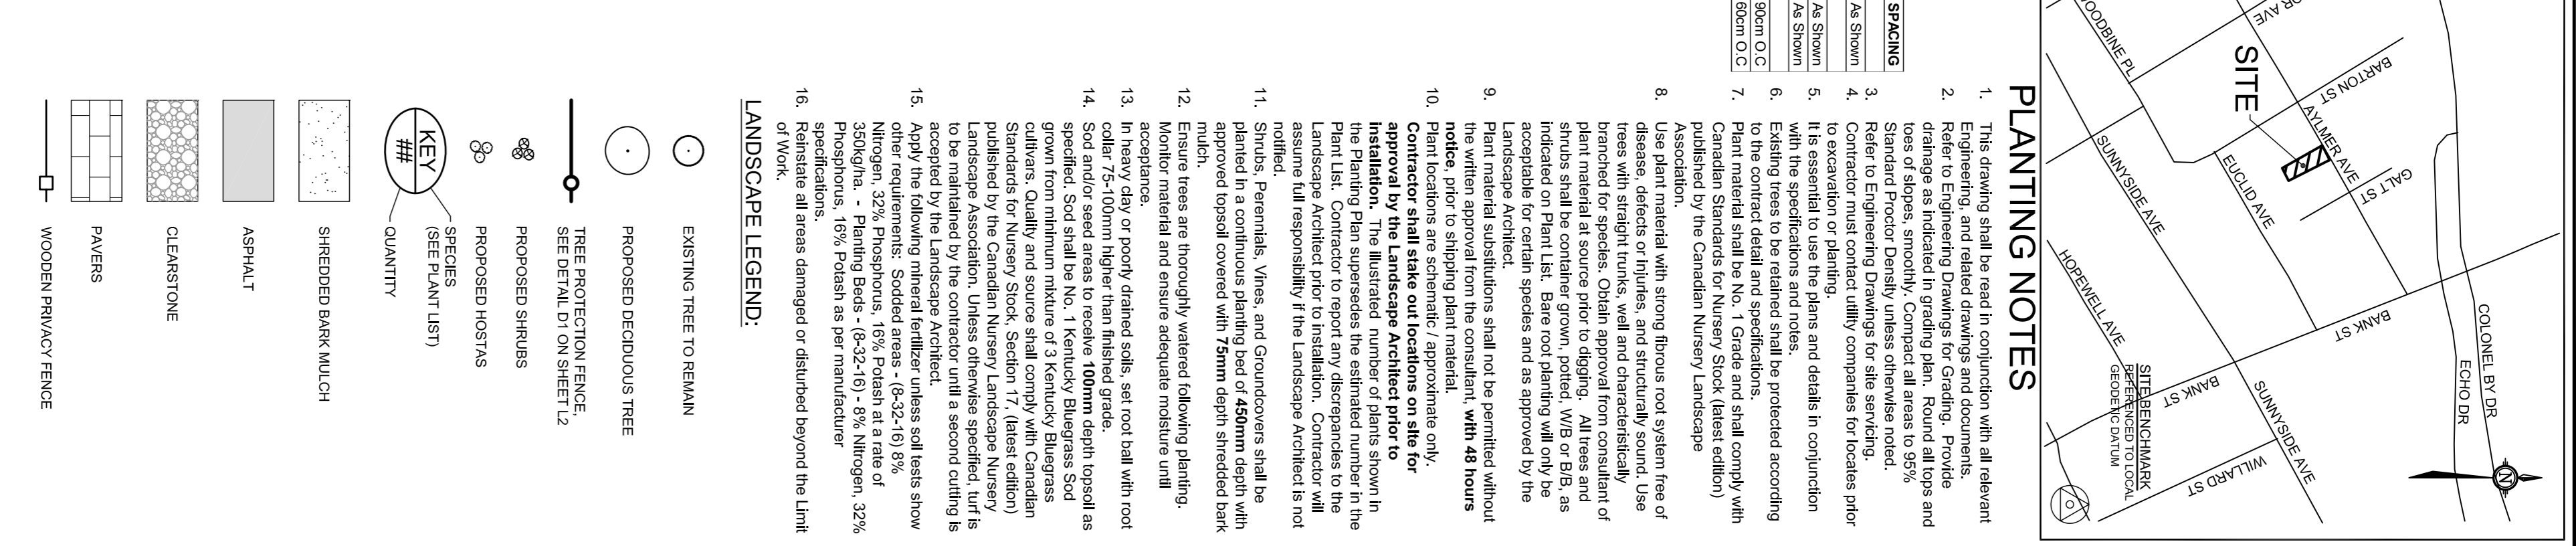 COLONEL BY DR
ECHO DR
OR AVE
BARTON ST
AYLMER AVE
GALT ST
SITE
EUCLID AVE
BANK ST
SUNNYSIDE AVE
HOPEWELL AVE
BANK ST
SUNNYSIDE AVE
WILLARD ST
N
SITE BENCHMARK
REFERENCED TO LOCAL
GEODETIC DATUM
SPACING
As Shown
As Shown
As Shown
90cm O.C
60cm O.C
PLANTING NOTES
1. This drawing shall be read in conjunction with all relevant
Engineering, and related drawings and documents.
2. Refer to Engineering Drawings for Grading. Provide
drainage as indicated in grading plan. Round all tops and
toes of slopes, smoothly. Compact all areas to 95%
Standard Proctor Density unless otherwise noted.
3. Refer to Engineering Drawings for site servicing.
4. Contractor must contact utility companies for locates prior
to excavation or planting.
5. It is essential to use the plans and details in conjunction
with the specifications and notes.
6. Existing trees to be retained shall be protected according
to the contract detail and specifications.
7. Plant material shall be No. 1 Grade and shall comply with
Canadian Standards for Nursery Stock (latest edition)
published by the Canadian Nursery Landscape
Association.
8. Use plant material with strong fibrous root system free of
disease, defects or injuries, and structurally sound. Use
trees with straight trunks, well and characteristically
branched for species. Obtain approval from consultant of
plant material at source prior to digging. All trees and
shrubs shall be container grown, potted, W/B or B/B, as
indicated on Plant List. Bare root planting will only be
acceptable for certain species and as approved by the
Landscape Architect.
9. Plant material substitutions shall not be permitted without
the written approval from the consultant, with 48 hours
notice, prior to shipping plant material.
10. Plant locations are schematic / approximate only.
Contractor shall stake out locations on site for
approval by the Landscape Architect prior to
installation. The illustrated number of plants shown in
the Planting Plan supersedes the estimated number in the
Plant List. Contractor to report any discrepancies to the
Landscape Architect prior to installation. Contractor will
assume full responsibility if the Landscape Architect is not
notified.
11. Shrubs, Perennials, Vines, and Groundcovers shall be
planted in a continuous planting bed of 450mm depth with
approved topsoil covered with 75mm depth shredded bark
mulch.
12. Ensure trees are thoroughly watered following planting.
Monitor material and ensure adequate moisture until
acceptance.
13. In heavy clay or poorly drained soils, set root ball with root
collar 75-100mm higher than finished grade.
14. Sod and/or seed areas to receive 100mm depth topsoil as
specified. Sod shall be No. 1 Kentucky Bluegrass Sod
grown from minimum mixture of 3 Kentucky Bluegrass
cultivars. Quality and source shall comply with Canadian
Standards for Nursery Stock, Section 17, (latest edition)
published by the Canadian Nursery Landscape Nursery
Landscape Association. Unless otherwise specified, turf is
to be maintained by the contractor until a second cutting is
accepted by the Landscape Architect.
15. Apply the following mineral fertilizer unless soil tests show
other requirements: Sodded areas - (8-32-16) 8%
Nitrogen, 32% Phosphorus, 16% Potash at a rate of
350kg/ha. - Planting Beds - (8-32-16) - 8% Nitrogen, 32%
Phosphorus, 16% Potash as per manufacturer
specifications.
16. Reinstate all areas damaged or disturbed beyond the Limit
of Work.
LANDSCAPE LEGEND:
EXISTING TREE TO REMAIN
PROPOSED DECIDUOUS TREE
TREE PROTECTION FENCE,
SEE DETAIL D1 ON SHEET L2
PROPOSED SHRUBS
PROPOSED HOSTAS
KEY
##
SPECIES
(SEE PLANT LIST)
QUANTITY
SHREDDED BARK MULCH
ASPHALT
CLEARSTONE
PAVERS
WOODEN PRIVACY FENCE